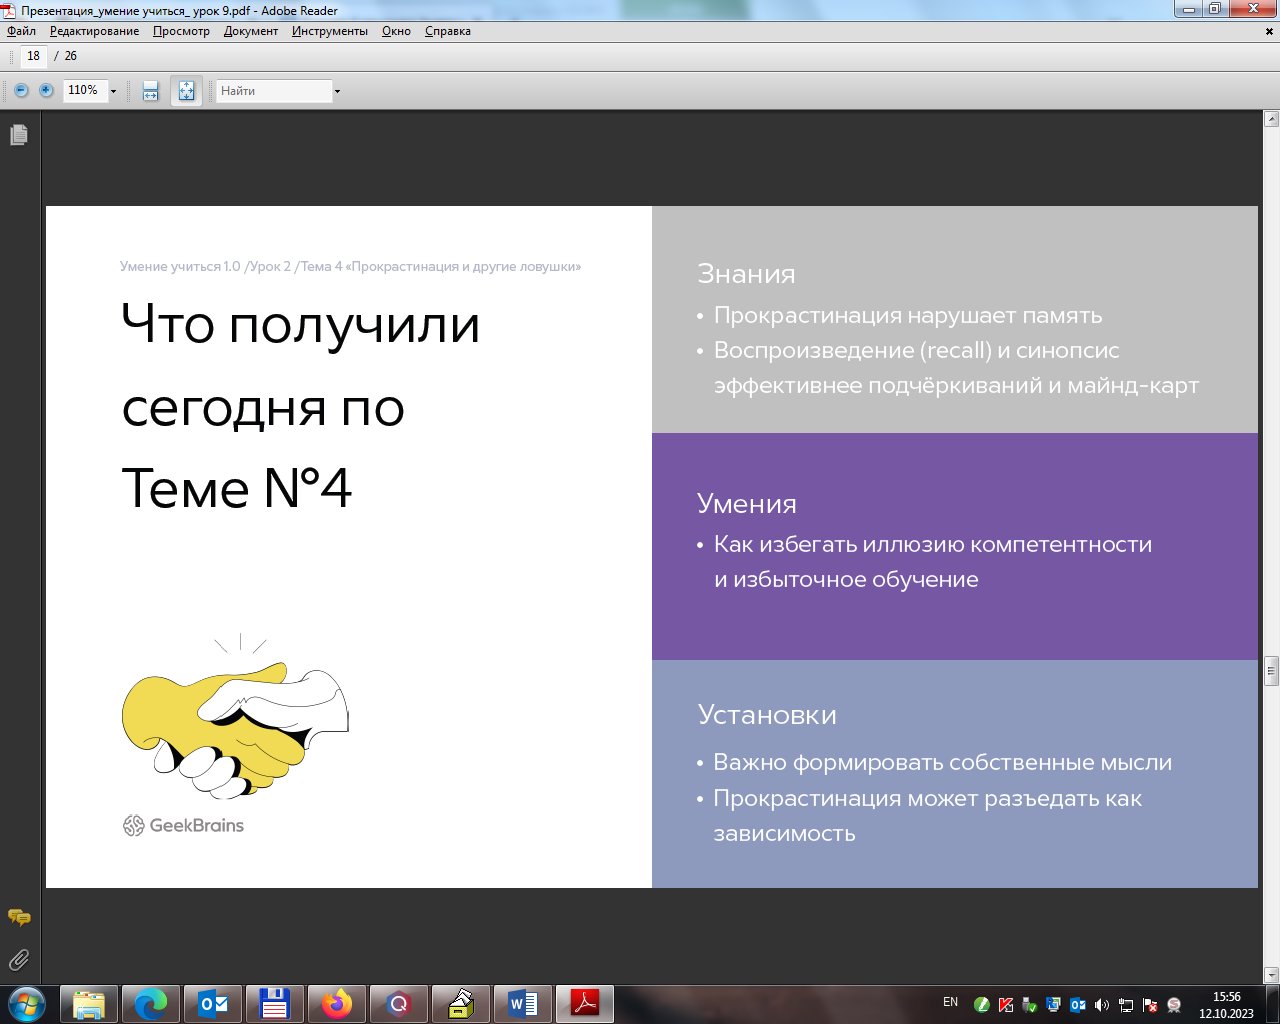 Презентация_умение учиться_ урок 9.pdf - Adobe Reader
Файл Редактирование Просмотр Документ Инструменты Окно Справка
18 / 26
110% Найти
Умение учиться 1.0 /Урок 2 /Тема 4 «Прокрастинация и другие ловушки»
Что получили
сегодня по
Теме №4
GeekBrains
Знания
• Прокрастинация нарушает память
• Воспроизведение (recall) и синопсис
эффективнее подчёркиваний и майнд-карт
Умения
• Как избегать иллюзию компетентности
и избыточное обучение
Установки
• Важно формировать собственные мысли
• Прокрастинация может разъедать как
зависимость
EN
15:56
12.10.2023